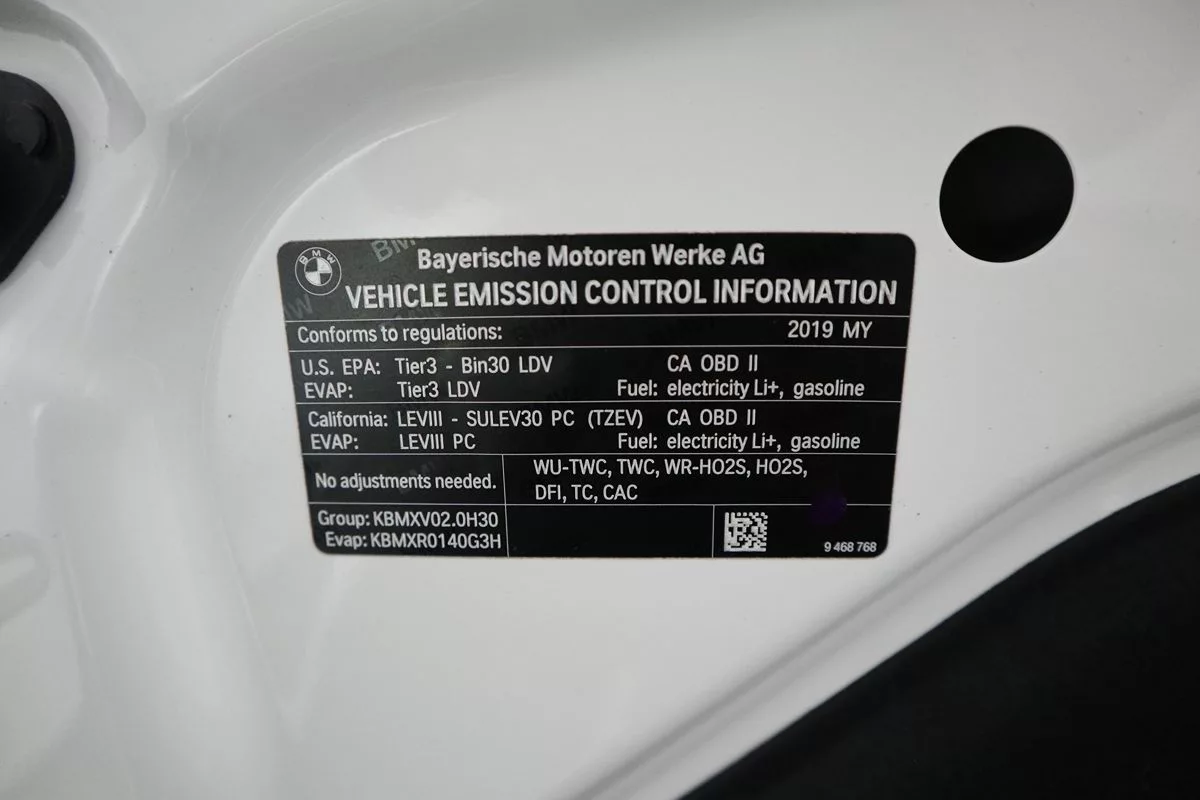 BMW
Bayerische Motoren Werke AG
VEHICLE EMISSION CONTROL INFORMATION
Conforms to regulations: 2019 MY
U.S. EPA: Tier3 - Bin30 LDV CA OBD II
EVAP: Tier3 LDV Fuel: electricity Li+, gasoline
California: LEVIII - SULEV30 PC (TZEV) CA OBD II
EVAP: LEVIII PC Fuel: electricity Li+, gasoline
No adjustments needed.
WU-TWC, TWC, WR-HO2S, HO2S,
DFI, TC, CAC
Group: KBMXV02.0H30
Evap: KBMXR0140G3H
9 468 768